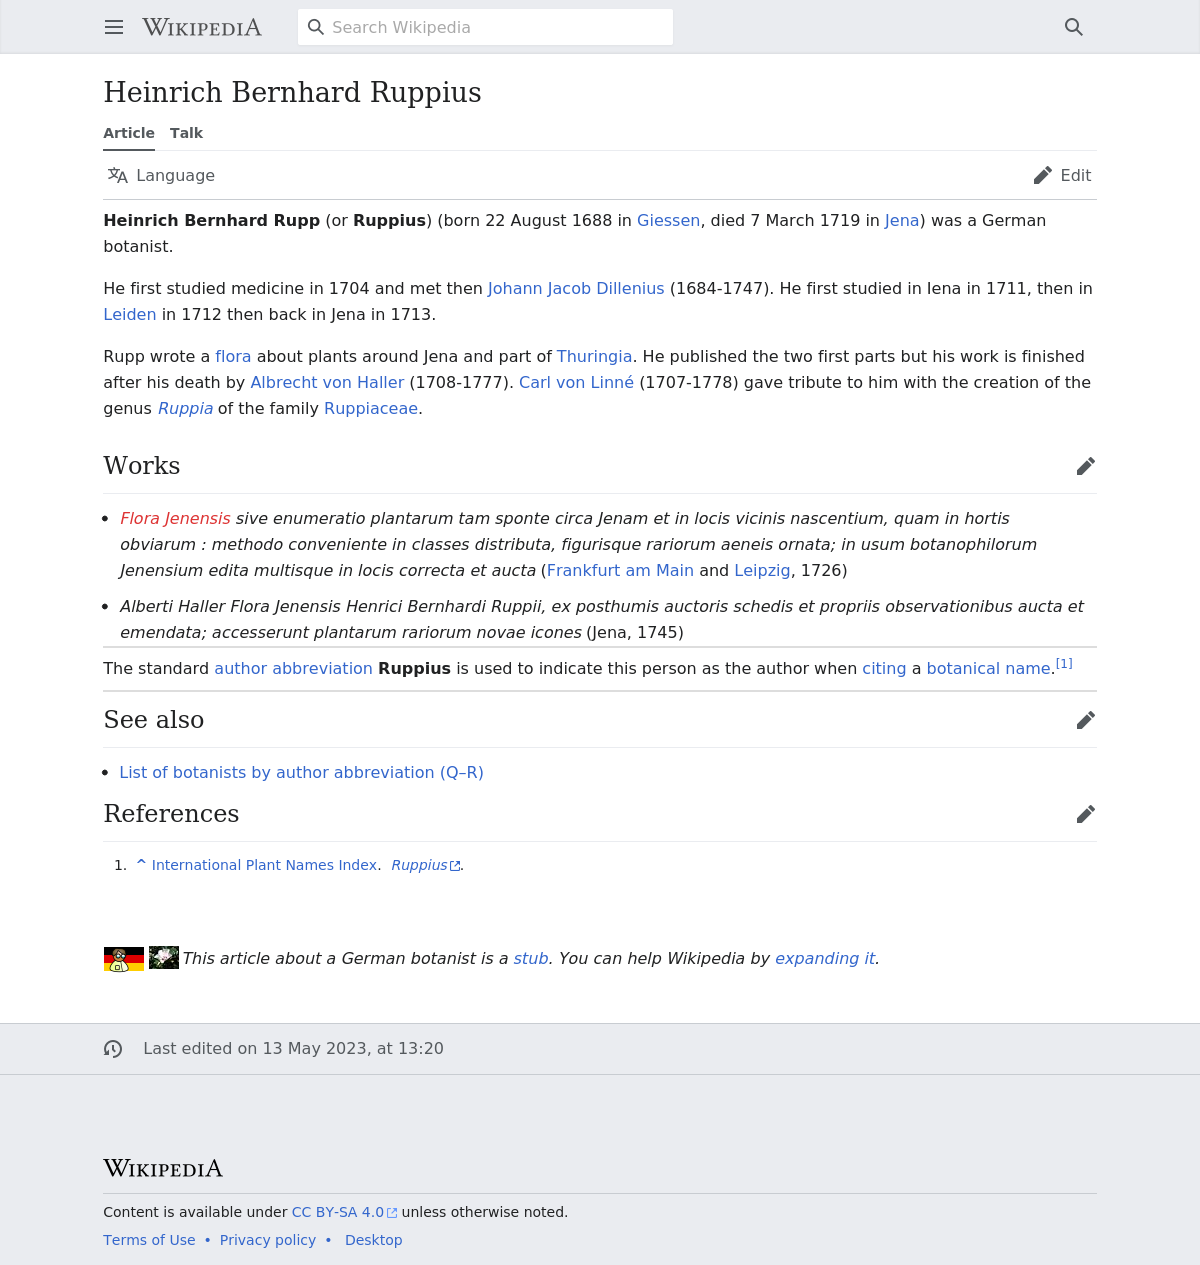 WIKIPEDIA
Search Wikipedia
Heinrich Bernhard Ruppius
Article Talk
Language Edit
Heinrich Bernhard Rupp (or Ruppius) (born 22 August 1688 in Giessen, died 7 March 1719 in Jena) was a German
botanist.
He first studied medicine in 1704 and met then Johann Jacob Dillenius (1684-1747). He first studied in Iena in 1711, then in
Leiden in 1712 then back in Jena in 1713.
Rupp wrote a flora about plants around Jena and part of Thuringia. He published the two first parts but his work is finished
after his death by Albrecht von Haller (1708-1777). Carl von Linné (1707-1778) gave tribute to him with the creation of the
genus Ruppia of the family Ruppiaceae.
Works
• Flora Jenensis sive enumeratio plantarum tam sponte circa Jenam et in locis vicinis nascentium, quam in hortis
obviarum : methodo conveniente in classes distributa, figurisque rariorum aeneis ornata; in usum botanophilorum
Jenensium edita multisque in locis correcta et aucta (Frankfurt am Main and Leipzig, 1726)
• Alberti Haller Flora Jenensis Henrici Bernhardi Ruppii, ex posthumis auctoris schedis et propriis observationibus aucta et
emendata; accesserunt plantarum rariorum novae icones (Jena, 1745)
The standard author abbreviation Ruppius is used to indicate this person as the author when citing a botanical name.[1]
See also
• List of botanists by author abbreviation (Q–R)
References
1. ^ International Plant Names Index. Ruppius.
This article about a German botanist is a stub. You can help Wikipedia by expanding it.
Last edited on 13 May 2023, at 13:20
WIKIPEDIA
Content is available under CC BY-SA 4.0 unless otherwise noted.
Terms of Use • Privacy policy • Desktop